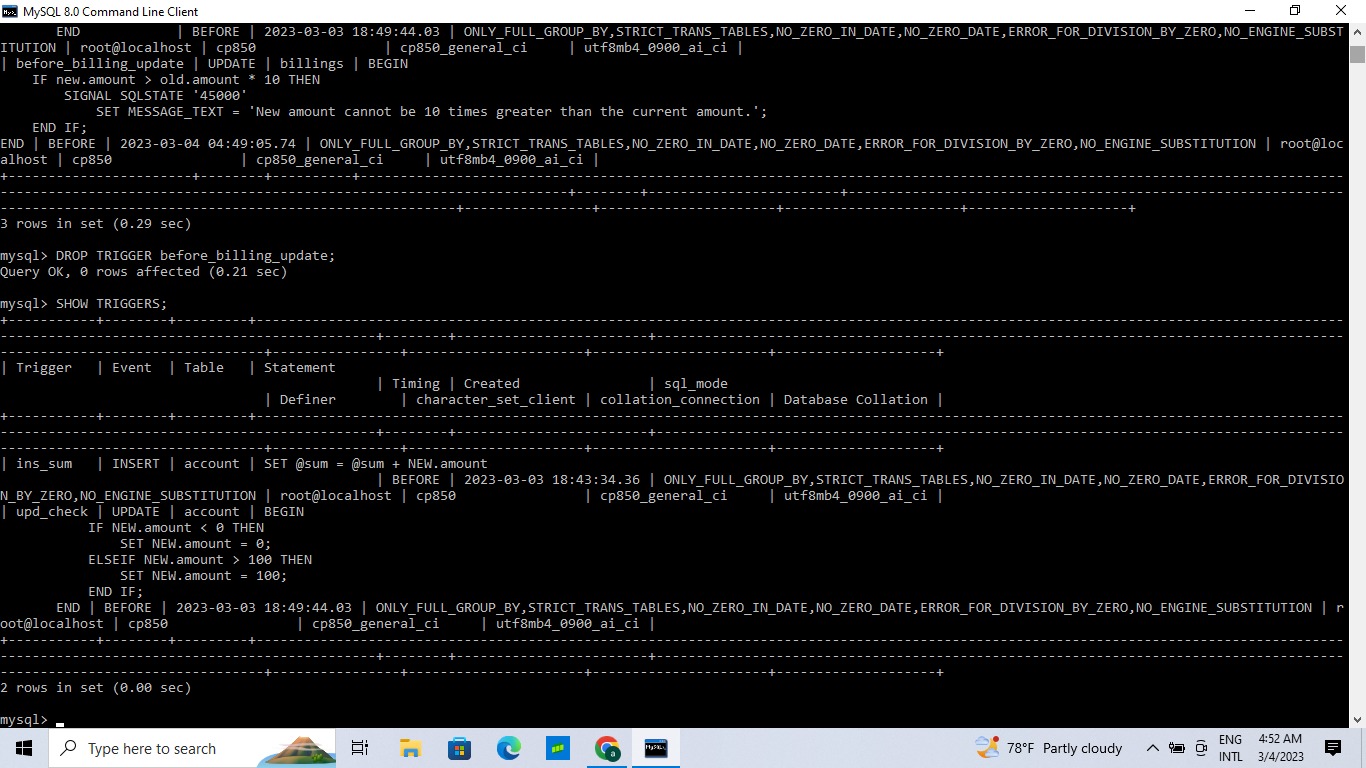 MySQL 8.0 Command Line Client
    END            | BEFORE | 2023-03-03 18:49:44.03 | ONLY_FULL_GROUP_BY,STRICT_TRANS_TABLES,NO_ZERO_IN_DATE,NO_ZERO_DATE,ERROR_FOR_DIVISION_BY_ZERO,NO_ENGINE_SUBST
ITUTION | root@localhost | cp850                | cp850_general_ci     | utf8mb4_0900_ai_ci |
| before_billing_update | UPDATE | billings | BEGIN
    IF new.amount > old.amount * 10 THEN
        SIGNAL SQLSTATE '45000'
            SET MESSAGE_TEXT = 'New amount cannot be 10 times greater than the current amount.';
    END IF;
END | BEFORE | 2023-03-04 04:49:05.74 | ONLY_FULL_GROUP_BY,STRICT_TRANS_TABLES,NO_ZERO_IN_DATE,NO_ZERO_DATE,ERROR_FOR_DIVISION_BY_ZERO,NO_ENGINE_SUBSTITUTION | root@loc
alhost | cp850                | cp850_general_ci     | utf8mb4_0900_ai_ci |
3 rows in set (0.29 sec)
mysql> DROP TRIGGER before_billing_update;
Query OK, 0 rows affected (0.21 sec)
mysql> SHOW TRIGGERS;
| Trigger   | Event  | Table   | Statement
| Timing | Created                | sql_mode
| Definer        | character_set_client | collation_connection | Database Collation |
| ins_sum   | INSERT | account | SET @sum = @sum + NEW.amount
| BEFORE | 2023-03-03 18:43:34.36 | ONLY_FULL_GROUP_BY,STRICT_TRANS_TABLES,NO_ZERO_IN_DATE,NO_ZERO_DATE,ERROR_FOR_DIVISIO
N_BY_ZERO,NO_ENGINE_SUBSTITUTION | root@localhost | cp850                | cp850_general_ci     | utf8mb4_0900_ai_ci |
| upd_check | UPDATE | account | BEGIN
           IF NEW.amount < 0 THEN
               SET NEW.amount = 0;
           ELSEIF NEW.amount > 100 THEN
               SET NEW.amount = 100;
           END IF;
       END | BEFORE | 2023-03-03 18:49:44.03 | ONLY_FULL_GROUP_BY,STRICT_TRANS_TABLES,NO_ZERO_IN_DATE,NO_ZERO_DATE,ERROR_FOR_DIVISION_BY_ZERO,NO_ENGINE_SUBSTITUTION | r
oot@localhost | cp850                | cp850_general_ci     | utf8mb4_0900_ai_ci |
2 rows in set (0.00 sec)
mysql>
Type here to search
78°F Partly cloudy
ENG
INTL
4:52 AM
3/4/2023